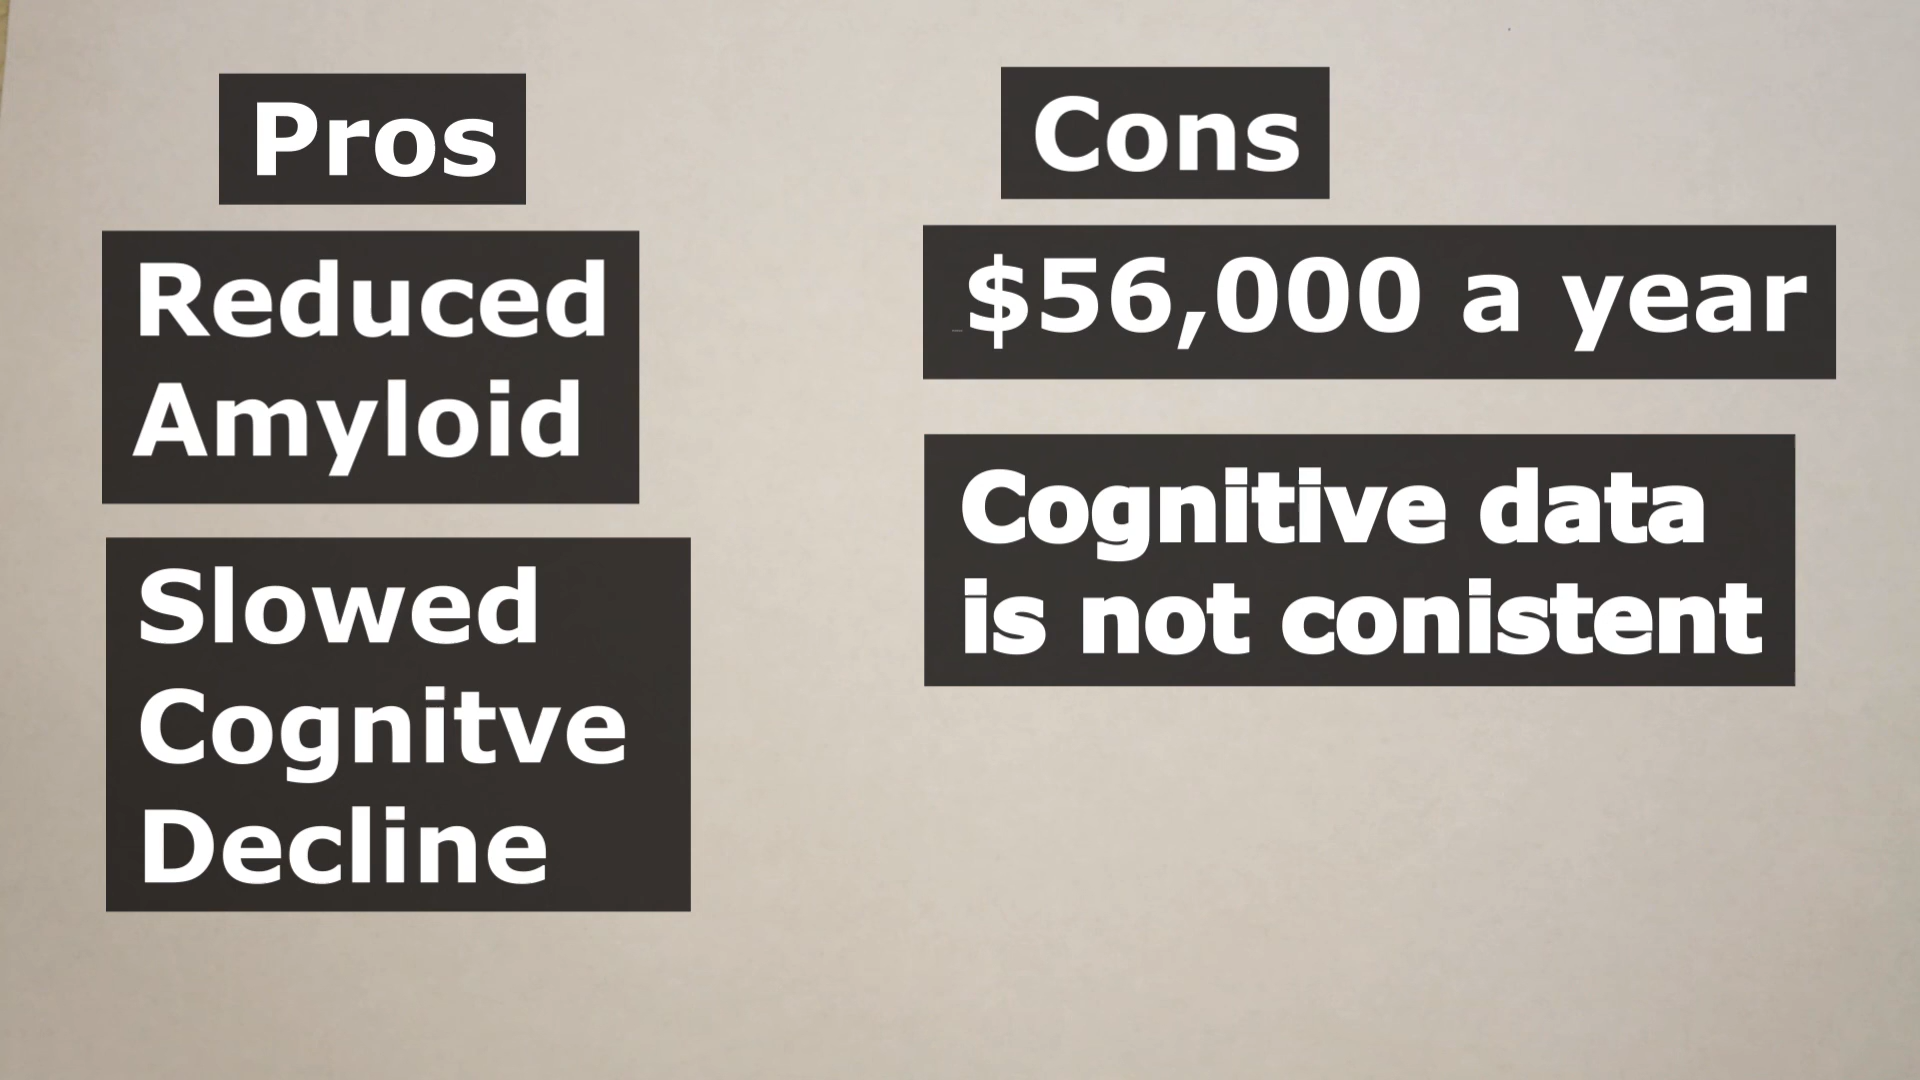 Pros
Reduced
Amyloid
Slowed
Cognitve
Decline
Cons
$56,000 a year
Cognitive data
is not conistent